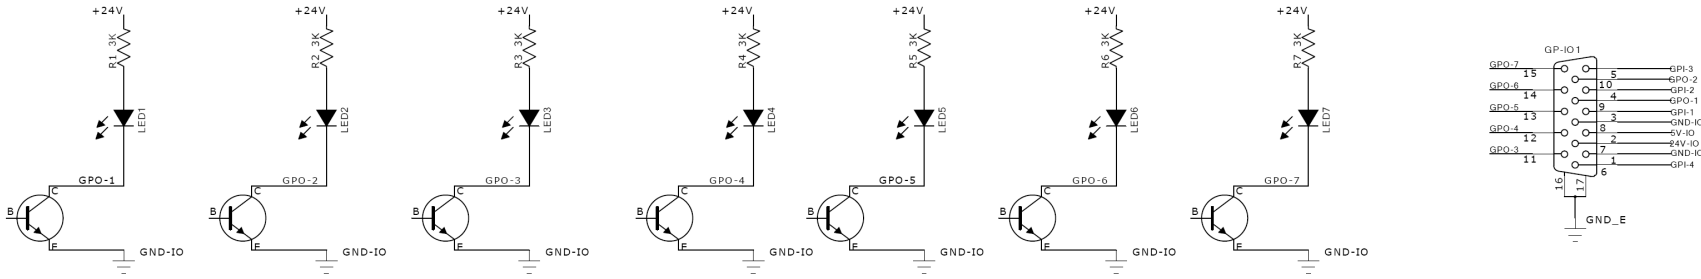 +24V
R1 3K
LED1
GPO-1
B
C
E
GND-IO
+24V
R2 3K
LED2
GPO-2
B
C
E
GND-IO
+24V
R3 3K
LED3
GPO-3
B
C
E
GND-IO
+24V
R4 3K
LED4
GPO-4
B
C
E
GND-IO
+24V
R5 3K
LED5
GPO-5
B
C
E
GND-IO
+24V
R6 3K
LED6
GPO-6
B
C
E
GND-IO
+24V
R7 3K
LED7
GPO-7
B
C
E
GND-IO
GP-IO1
GPO-7 15
GPO-6 14
GPO-5 13
GPO-4 12
GPO-3 11
5 GPI-3
10 GPO-2
4 GPI-2
9 GPO-1
3 GPI-1
8 GND-IO
2 5V-IO
7 24V-IO
1 GND-IO
6 GPI-4
16
17
GND_E